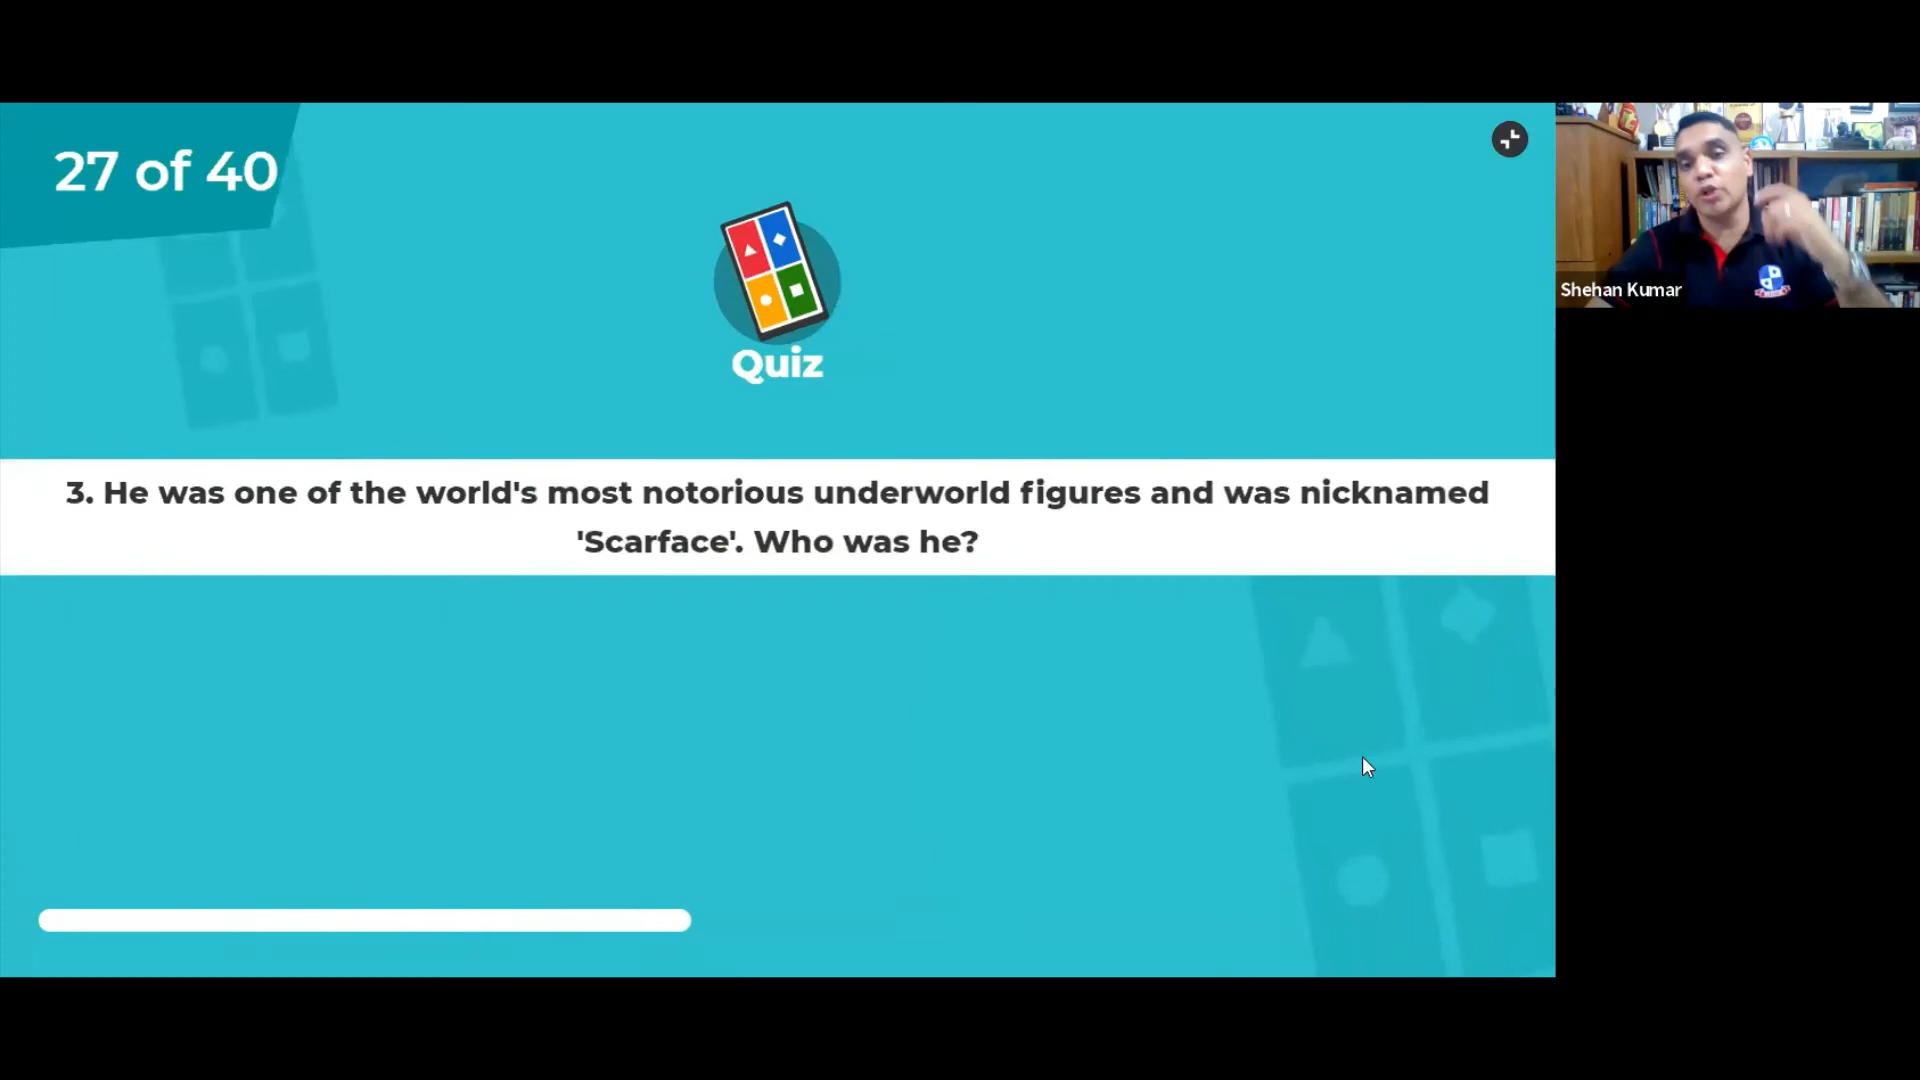 27 of 40
Quiz
3. He was one of the world's most notorious underworld figures and was nicknamed
'Scarface'. Who was he?
Shehan Kumar